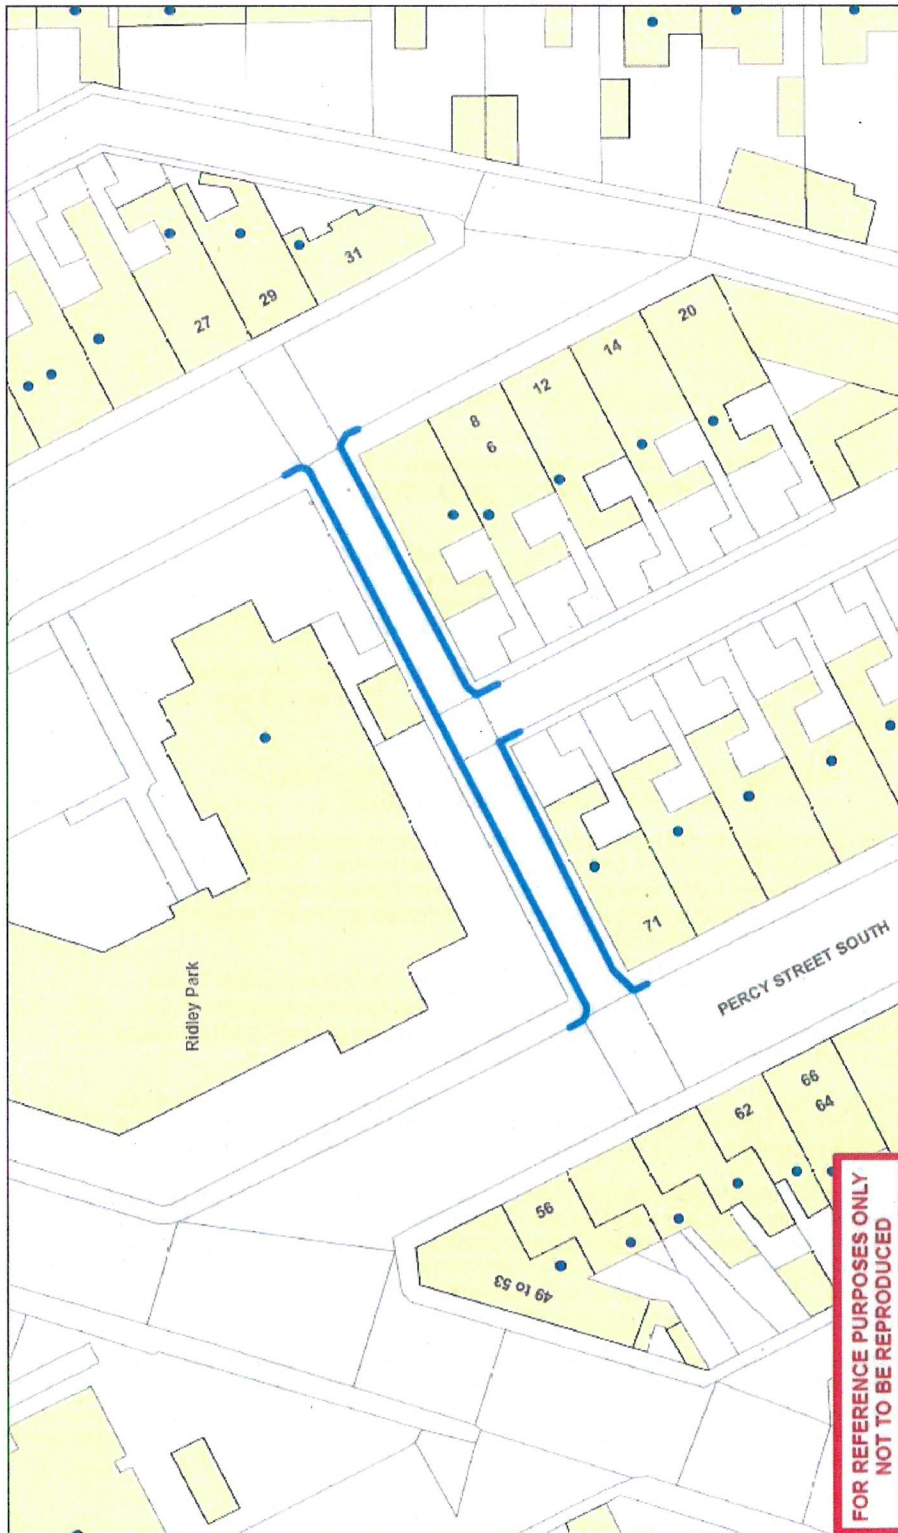 27
29
31
8
6
12
14
20
Ridley Park
71
PERCY STREET SOUTH
56
49 to 53
62
66
64
FOR REFERENCE PURPOSES ONLY
NOT TO BE REPRODUCED